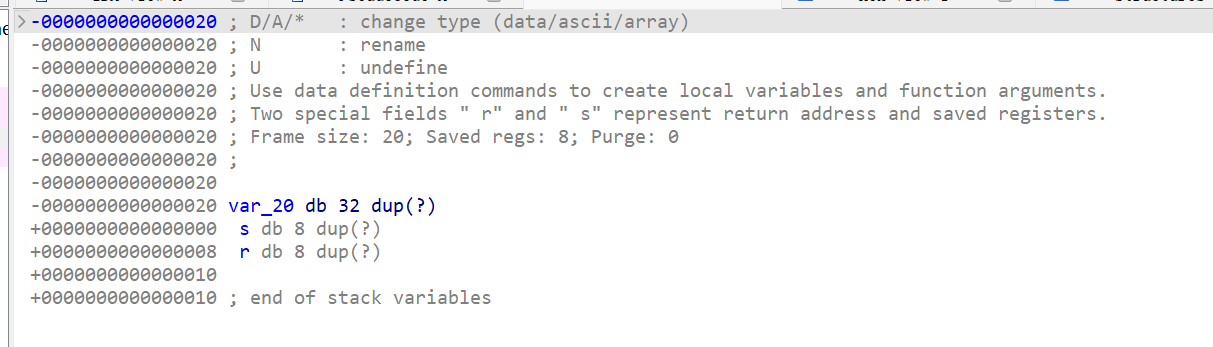 -0000000000000020 ; D/A/*   : change type (data/ascii/array)
-0000000000000020 ; N       : rename
-0000000000000020 ; U       : undefine
-0000000000000020 ; Use data definition commands to create local variables and function arguments.
-0000000000000020 ; Two special fields " r" and " s" represent return address and saved registers.
-0000000000000020 ; Frame size: 20; Saved regs: 8; Purge: 0
-0000000000000020 ;
-0000000000000020
-0000000000000020 var_20 db 32 dup(?)
+0000000000000000  s db 8 dup(?)
+0000000000000008  r db 8 dup(?)
+0000000000000010
+0000000000000010 ; end of stack variables